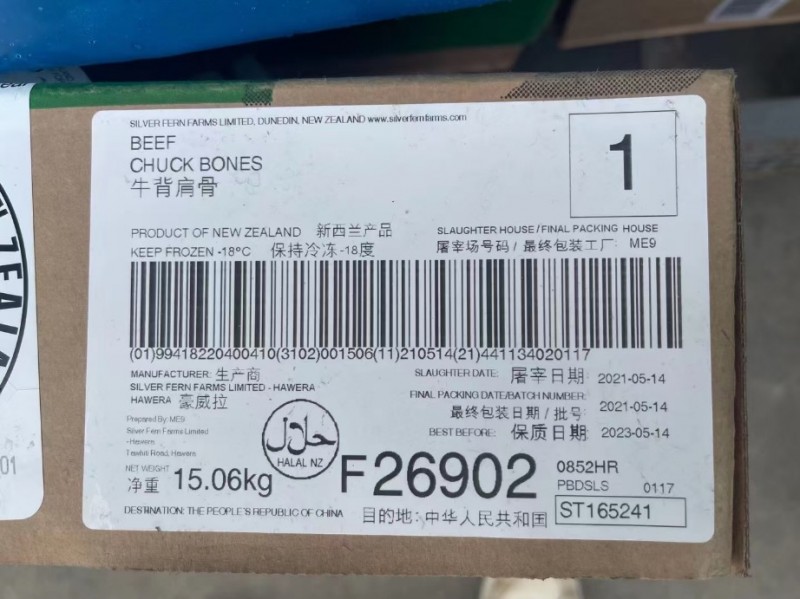 SILVER FERN FARMS LIMITED, DUNEDIN, NEW ZEALAND www.silverfernfarms.com
BEEF
CHUCK BONES
牛背肩骨
1
PRODUCT OF NEW ZEALAND 新西兰产品
KEEP FROZEN -18°C 保持冷冻 -18度
SLAUGHTER HOUSE / FINAL PACKING HOUSE
屠宰场号码 / 最终包装工厂: ME9
(01)99418220400410(3102)001506(11)210514(21)441134020117
MANUFACTURER: 生产商
SILVER FERN FARMS LIMITED - HAWERA
HAWERA 豪威拉
Prepared By: ME9
Silver Fern Farms Limited
-Hawera
Tawhiti Road, Hawera
SLAUGHTER DATE: 屠宰日期 2021-05-14
FINAL PACKING DATE/BATCH NUMBER:
最终包装日期 / 批号: 2021-05-14
BEST BEFORE: 保质日期 2023-05-14
حلال
HALAL NZ
NET WEIGHT
净重 15.06kg
F26902
0852HR
PBDSLS 0117
ST165241
DESTINATION: THE PEOPLE'S REPUBLIC OF CHINA 目的地: 中华人民共和国
N ZEALA
01